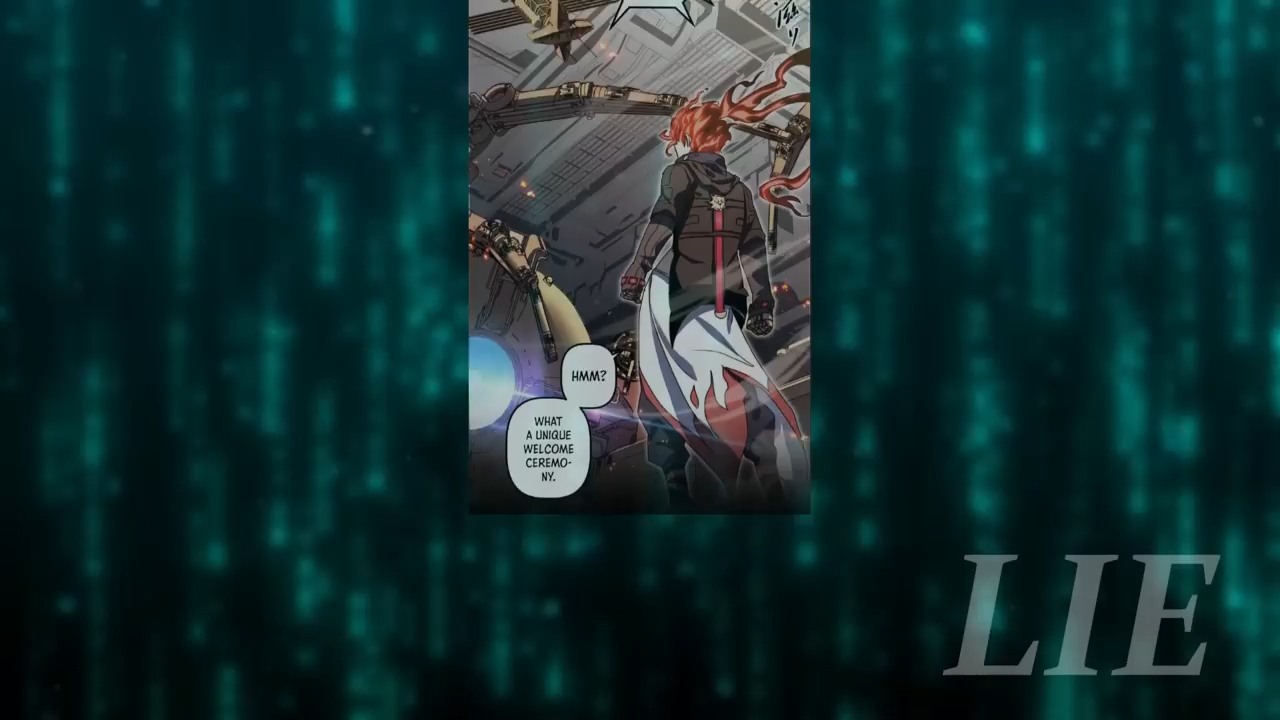 HMM?
WHAT
A UNIQUE
WELCOME
CEREMO-
NY.
LIE